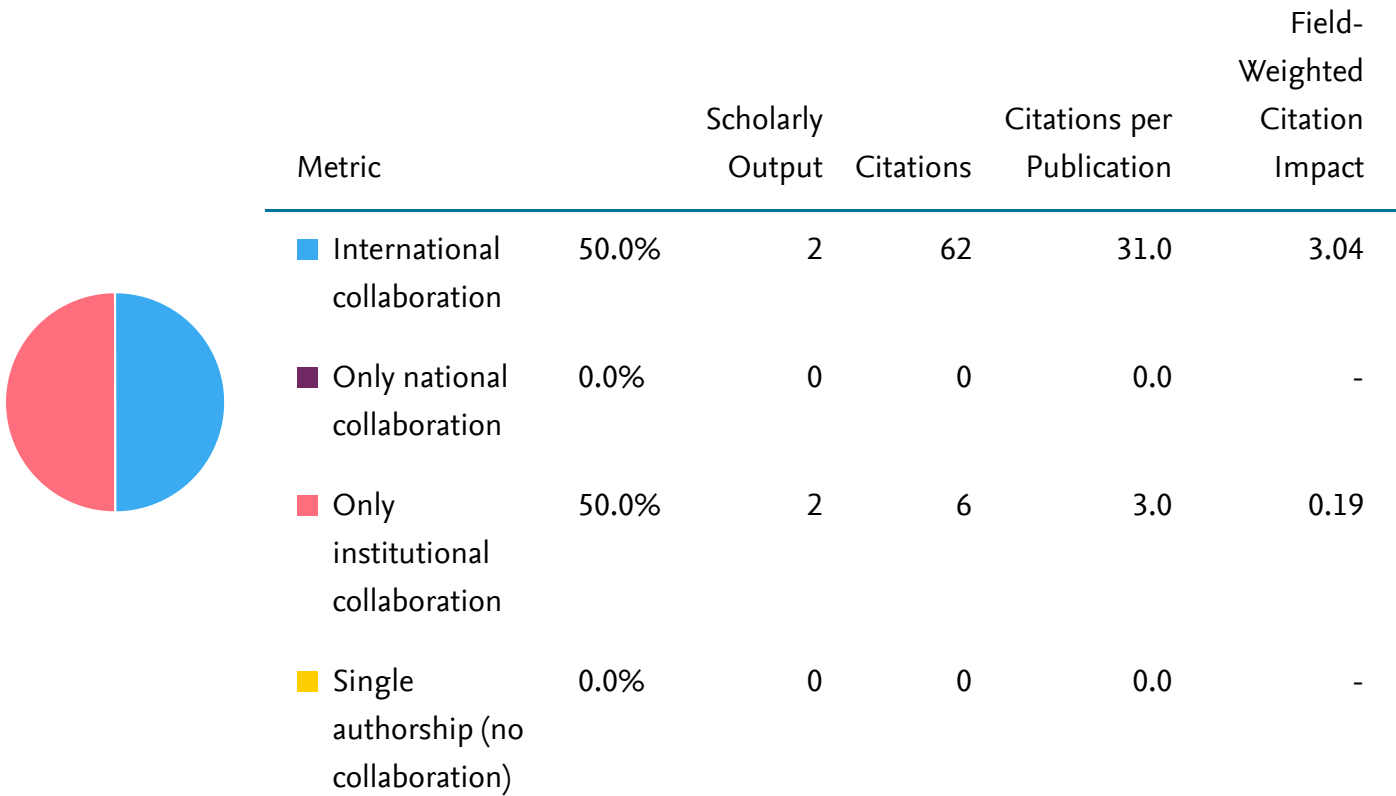 Field-
Weighted
Scholarly Citations per Citation
Metric Output Citations Publication Impact
International 50.0% 2 62 31.0 3.04
collaboration
Only national 0.0% 0 0 0.0 -
collaboration
Only 50.0% 2 6 3.0 0.19
institutional
collaboration
Single 0.0% 0 0 0.0 -
authorship (no
collaboration)